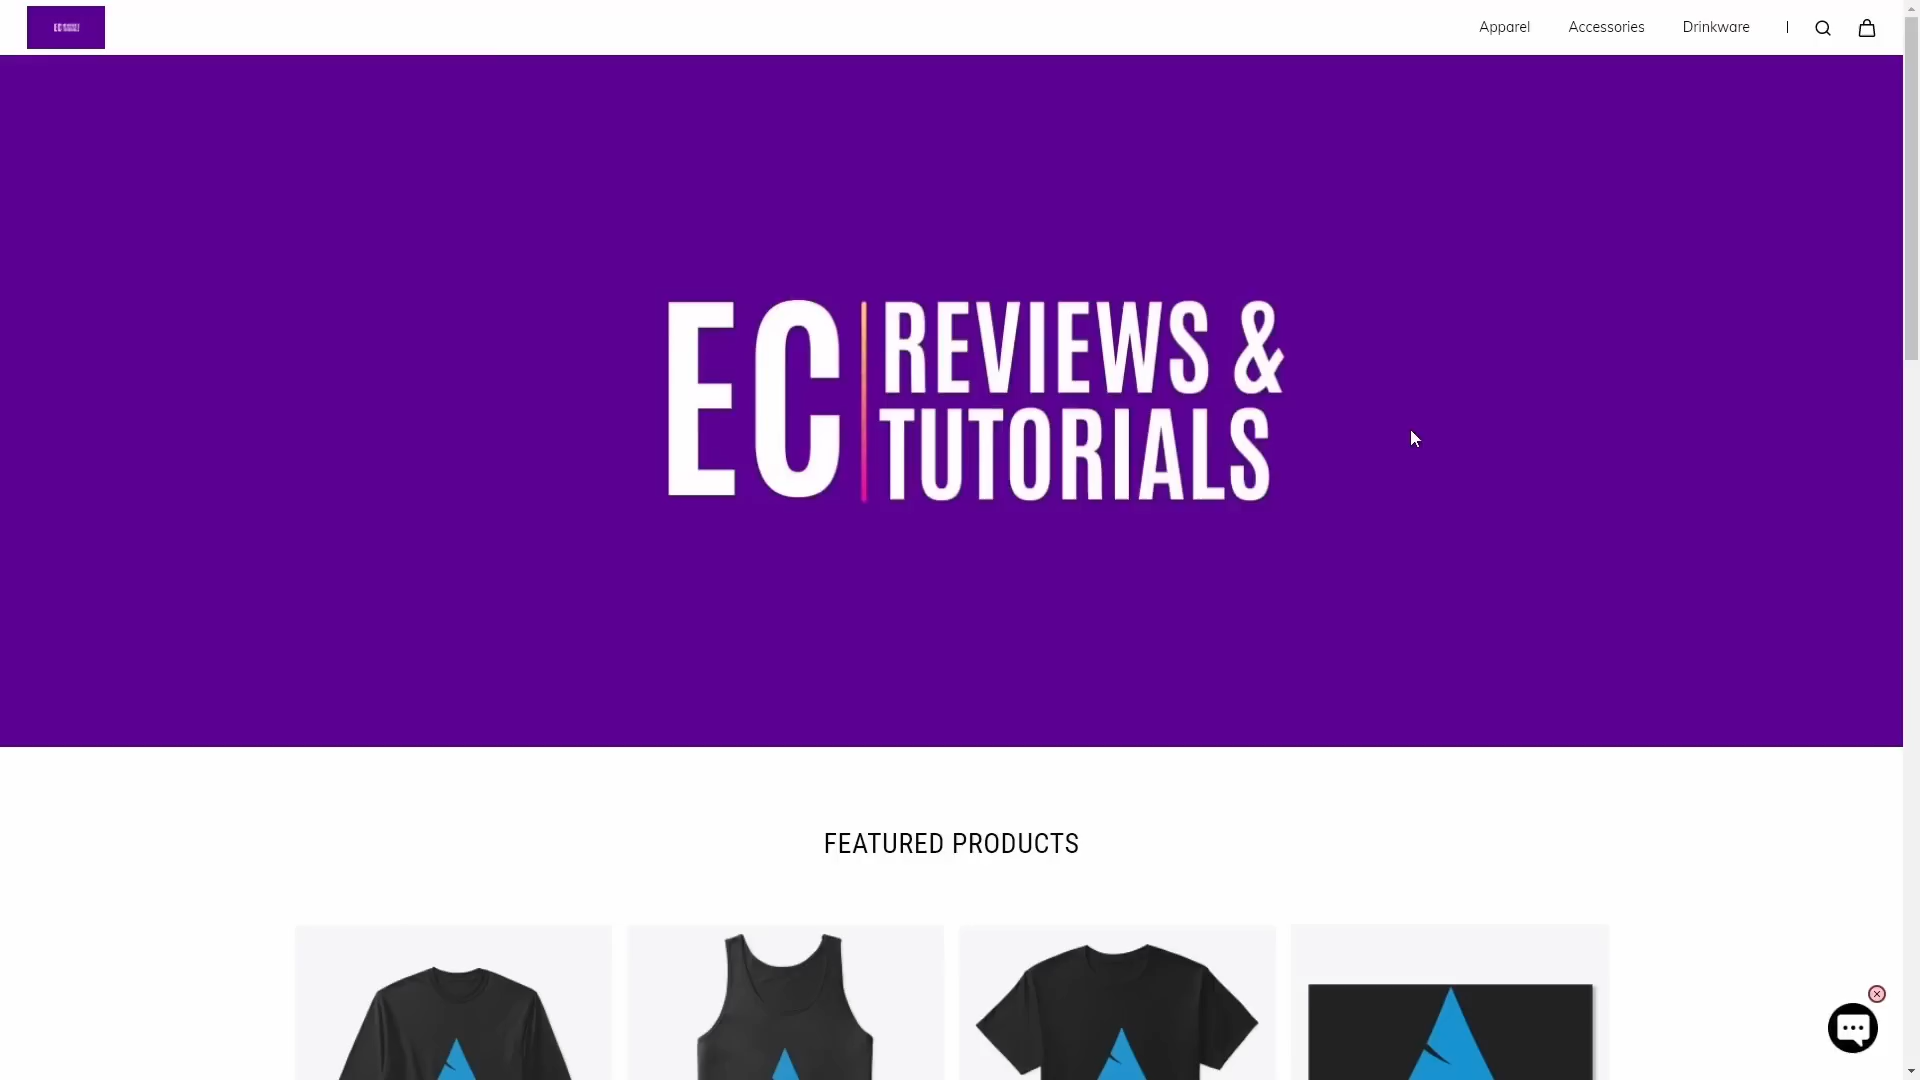 Apparel Accessories Drinkware
EC REVIEWS &
TUTORIALS
FEATURED PRODUCTS